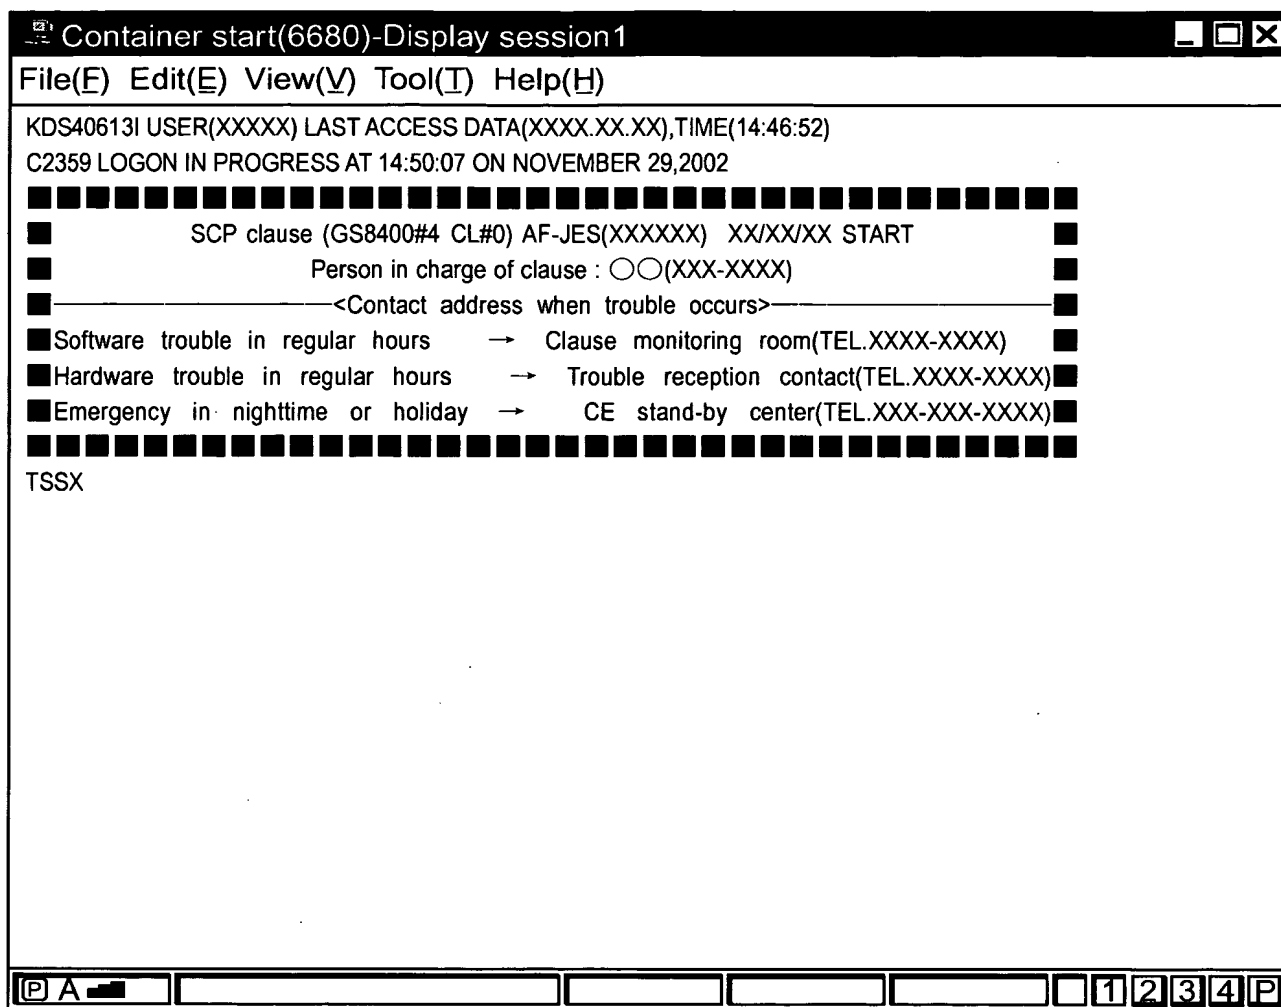 Container start(6680)-Display session1
File(F) Edit(E) View(V) Tool(T) Help(H)
KDS40613I USER(XXXXX) LAST ACCESS DATA(XXXX.XX.XX),TIME(14:46:52)
C2359 LOGON IN PROGRESS AT 14:50:07 ON NOVEMBER 29,2002
SCP clause (GS8400#4 CL#0) AF-JES(XXXXXX) XX/XX/XX START
Person in charge of clause : ○○(XXX-XXXX)
<Contact address when trouble occurs>
Software trouble in regular hours → Clause monitoring room(TEL.XXXX-XXXX)
Hardware trouble in regular hours → Trouble reception contact(TEL.XXXX-XXXX)
Emergency in nighttime or holiday → CE stand-by center(TEL.XXX-XXX-XXXX)
TSSX
P A 1 2 3 4 P